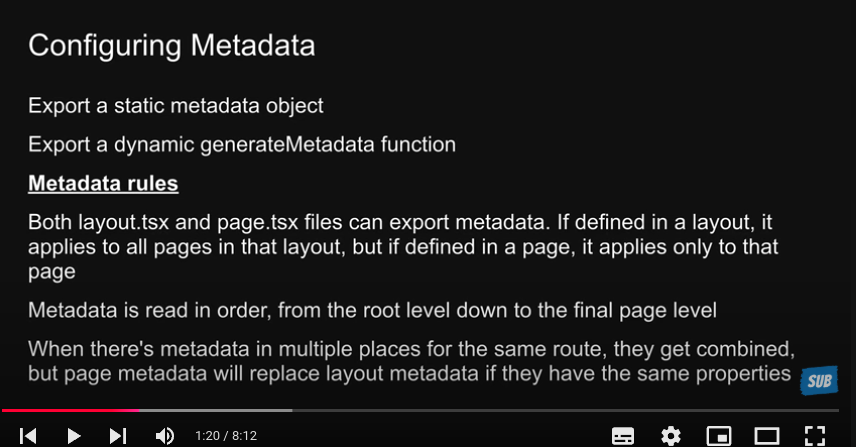 Configuring Metadata
Export a static metadata object
Export a dynamic generateMetadata function
Metadata rules
Both layout.tsx and page.tsx files can export metadata. If defined in a layout, it
applies to all pages in that layout, but if defined in a page, it applies only to that
page
Metadata is read in order, from the root level down to the final page level
When there's metadata in multiple places for the same route, they get combined,
but page metadata will replace layout metadata if they have the same properties
SUB
1:20 / 8:12